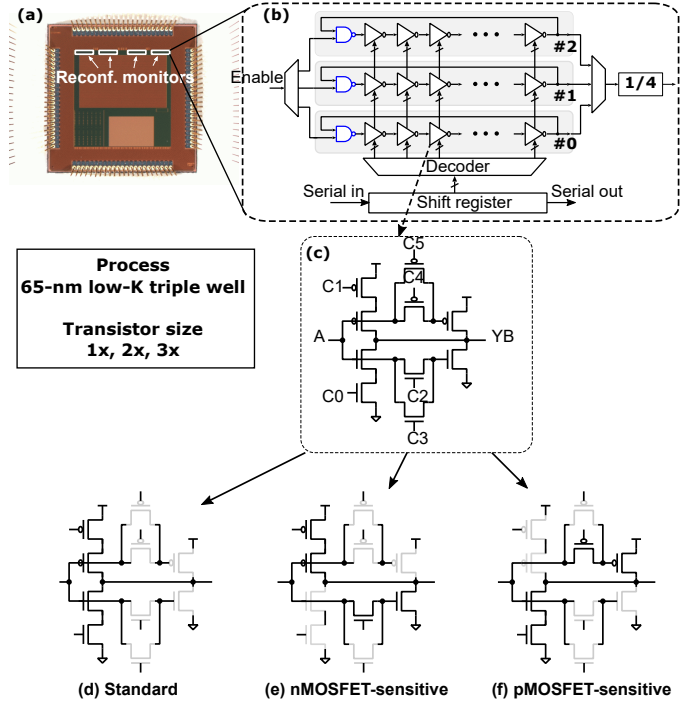 (a)
Reconf. monitors
(b)
Enable
#2
#1
#0
1/4
Decoder
Serial in
Shift register
Serial out
Process
65-nm low-K triple well
Transistor size
1x, 2x, 3x
(c)
C5
C4
C1
A
YB
C0
C2
C3
(d) Standard
(e) nMOSFET-sensitive
(f) pMOSFET-sensitive